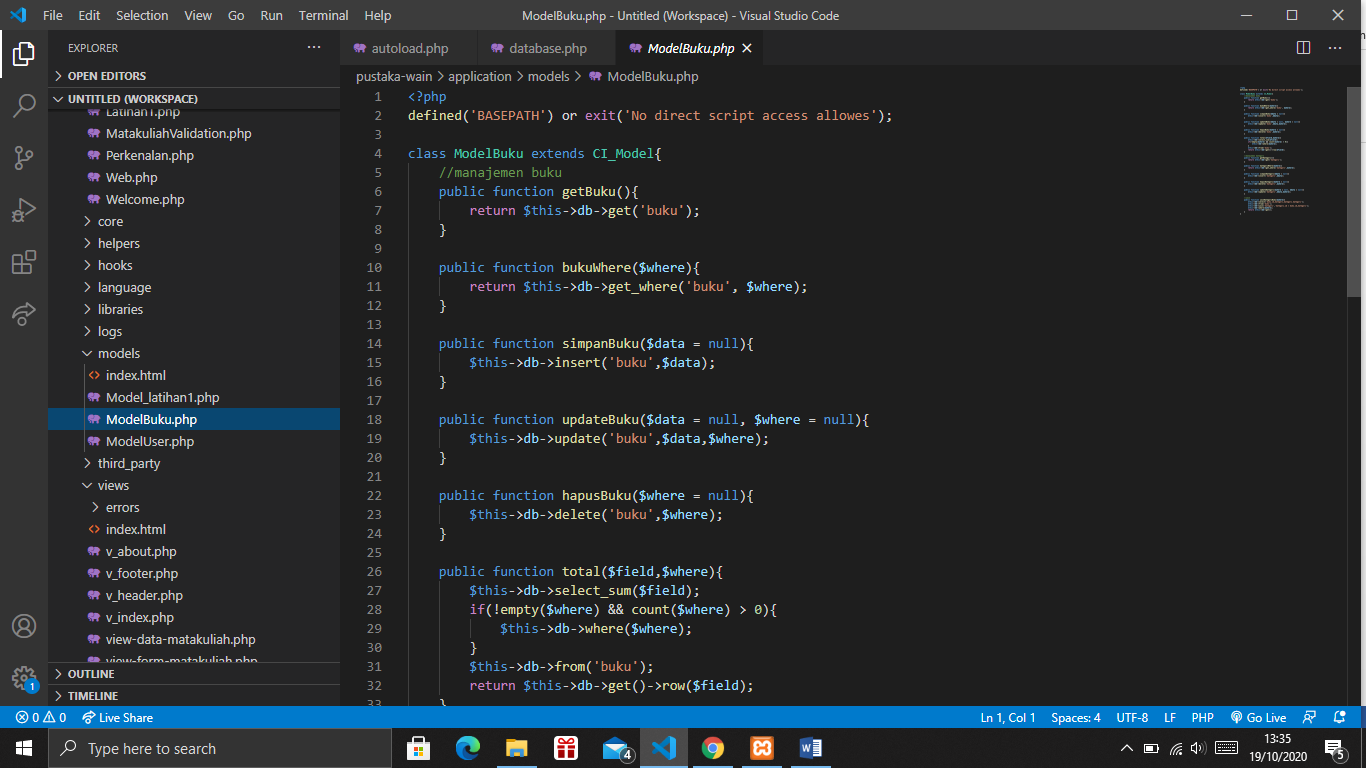 File Edit Selection View Go Run Terminal Help
ModelBuku.php - Untitled (Workspace) - Visual Studio Code
EXPLORER
OPEN EDITORS
UNTITLED (WORKSPACE)
Latihan1.php
MatakuliahValidation.php
Perkenalan.php
Web.php
Welcome.php
core
helpers
hooks
language
libraries
logs
models
index.html
Model_latihan1.php
ModelBuku.php
ModelUser.php
third_party
views
errors
index.html
v_about.php
v_footer.php
v_header.php
v_index.php
view-data-matakuliah.php
view-form-matakuliah.php
OUTLINE
TIMELINE
autoload.php database.php ModelBuku.php
pustaka-wain > application > models > ModelBuku.php
1 <?php
2 defined('BASEPATH') or exit('No direct script access allowes');
3
4 class ModelBuku extends CI_Model{
5 //manajemen buku
6 public function getBuku(){
7 return $this->db->get('buku');
8 }
9
10 public function bukuWhere($where){
11 return $this->db->get_where('buku', $where);
12 }
13
14 public function simpanBuku($data = null){
15 $this->db->insert('buku',$data);
16 }
17
18 public function updateBuku($data = null, $where = null){
19 $this->db->update('buku',$data,$where);
20 }
21
22 public function hapusBuku($where = null){
23 $this->db->delete('buku',$where);
24 }
25
26 public function total($field,$where){
27 $this->db->select_sum($field);
28 if(!empty($where) && count($where) > 0){
29 $this->db->where($where);
30 }
31 $this->db->from('buku');
32 return $this->db->get()->row($field);
33 }
1
0 0 Live Share
Ln 1, Col 1 Spaces: 4 UTF-8 LF PHP Go Live
Type here to search
4
13:35
19/10/2020
5